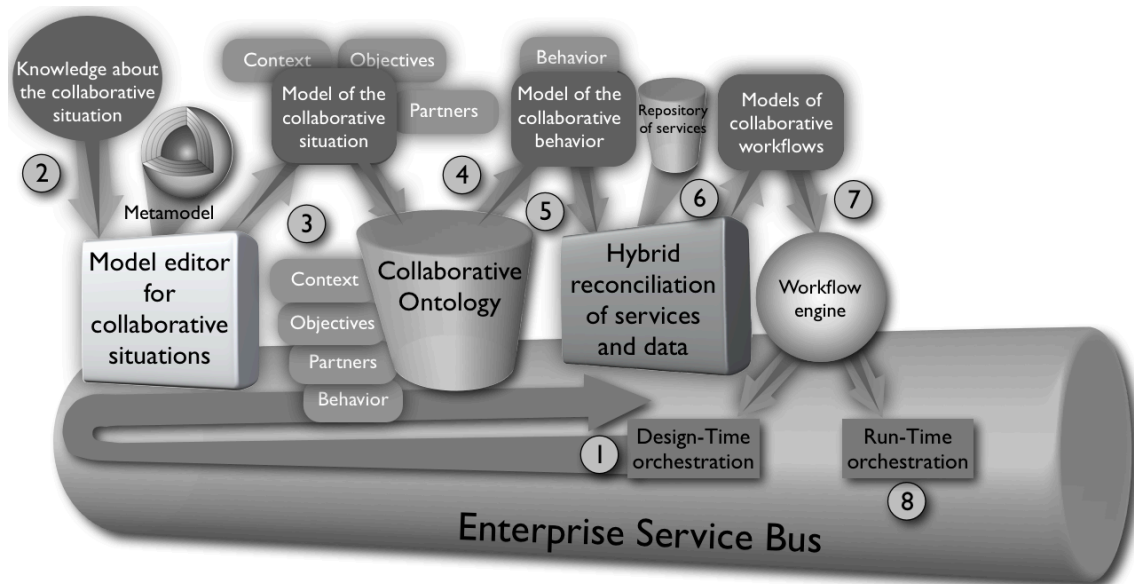 Knowledge about
the collaborative
situation
2
Metamodel
Model editor
for
collaborative
situations
Context
Objectives
Model of the
collaborative
situation
Partners
3
Context
Objectives
Partners
Behavior
Collaborative
Ontology
4
Behavior
Model of the
collaborative
behavior
5
Repository
of services
6
Hybrid
reconciliation
of services
and data
Models of
collaborative
workflows
7
Workflow
engine
1
Design-Time
orchestration
Run-Time
orchestration
8
Enterprise Service Bus